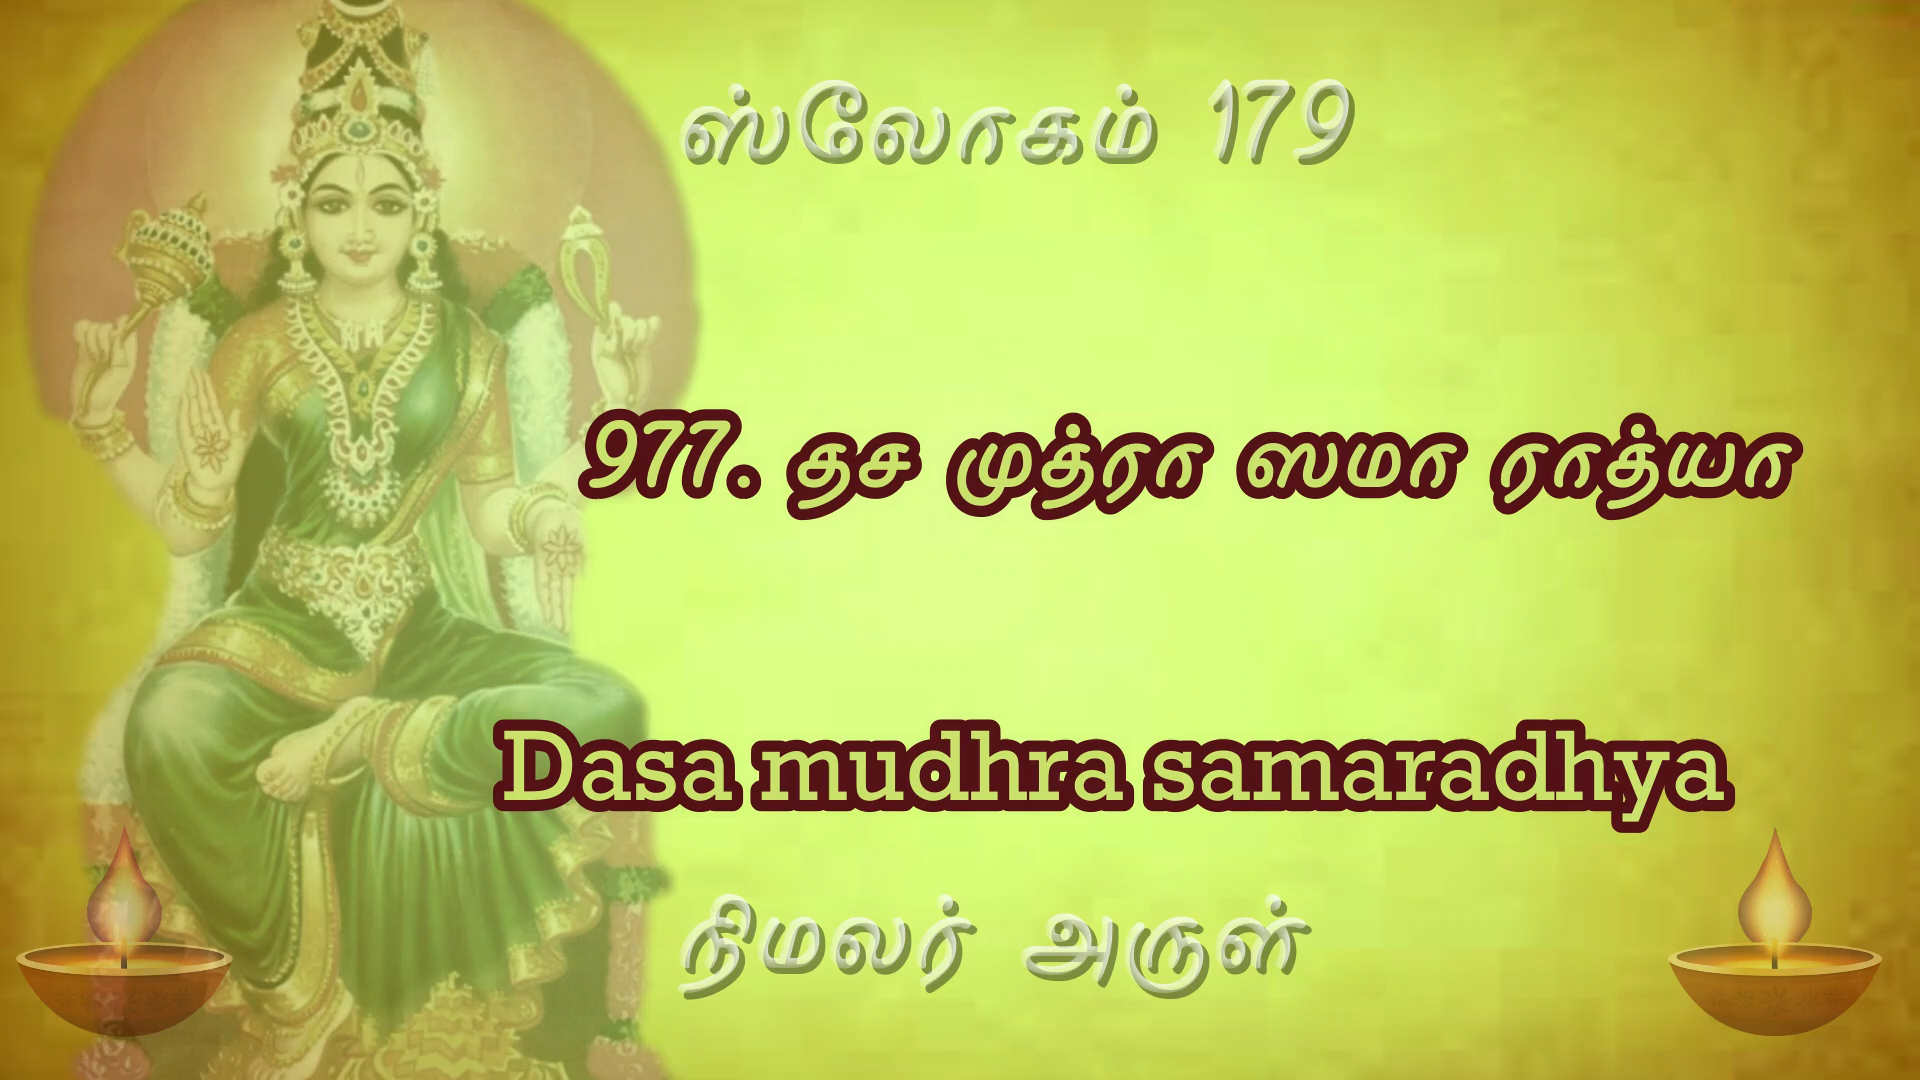 ஸ்லோகம் 179
977. தச முத்ரா ஸமா ராத்யா
Dasa mudhra samaradhya
நிமலர் அருள்